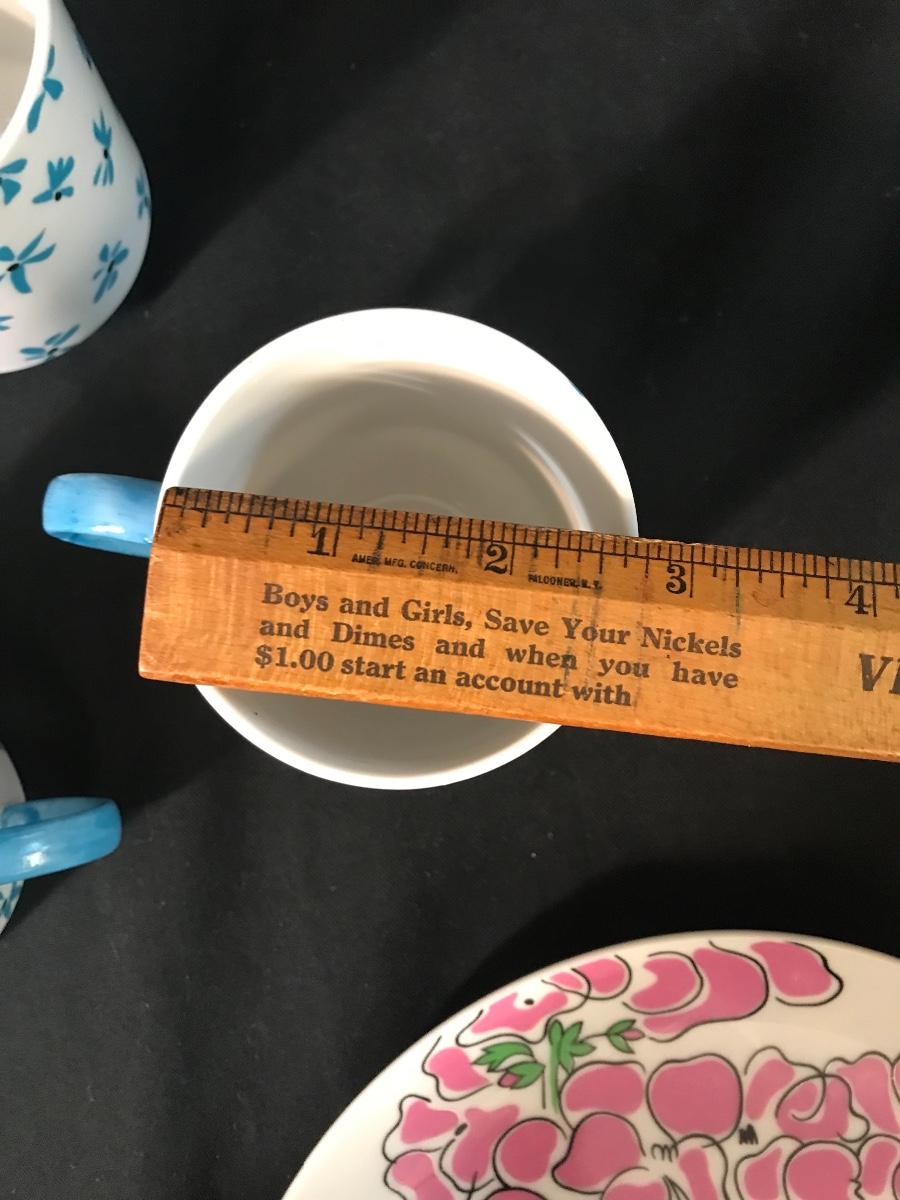 1 2 3 4
AMER. MFG. CONCERN.
FALCONER, N.Y.
Boys and Girls, Save Your Nickels
and Dimes and when you have
$1.00 start an account with